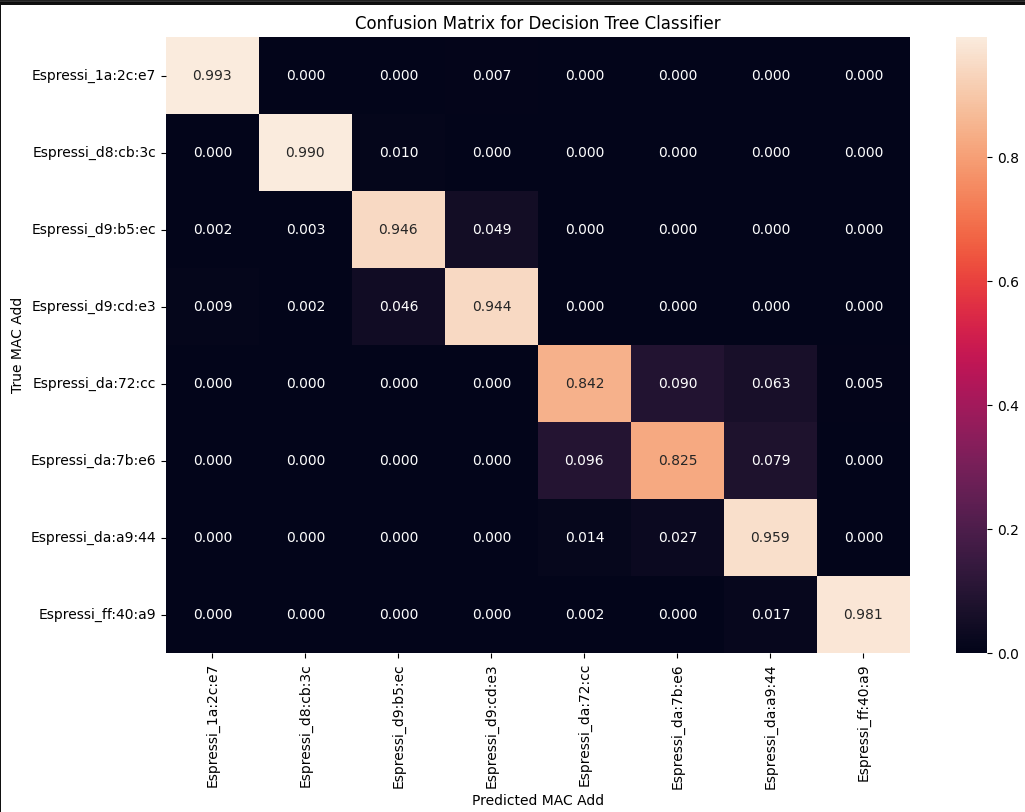 Confusion Matrix for Decision Tree Classifier
Espressi_1a:2c:e7 0.993 0.000 0.000 0.007 0.000 0.000 0.000 0.000
Espressi_d8:cb:3c 0.000 0.990 0.010 0.000 0.000 0.000 0.000 0.000
Espressi_d9:b5:ec 0.002 0.003 0.946 0.049 0.000 0.000 0.000 0.000
Espressi_d9:cd:e3 0.009 0.002 0.046 0.944 0.000 0.000 0.000 0.000
Espressi_da:72:cc 0.000 0.000 0.000 0.000 0.842 0.090 0.063 0.005
Espressi_da:7b:e6 0.000 0.000 0.000 0.000 0.096 0.825 0.079 0.000
Espressi_da:a9:44 0.000 0.000 0.000 0.000 0.014 0.027 0.959 0.000
Espressi_ff:40:a9 0.000 0.000 0.000 0.000 0.002 0.000 0.017 0.981
True MAC Add
Espressi_1a:2c:e7
Espressi_d8:cb:3c
Espressi_d9:b5:ec
Espressi_d9:cd:e3
Espressi_da:72:cc
Espressi_da:7b:e6
Espressi_da:a9:44
Espressi_ff:40:a9
Predicted MAC Add
0.8
0.6
0.4
0.2
0.0